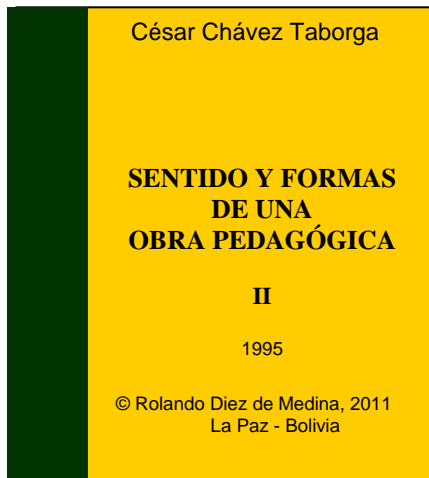 César Chávez Taborga
SENTIDO Y FORMAS
DE UNA
OBRA PEDAGÓGICA
II
1995
© Rolando Diez de Medina, 2011
La Paz - Bolivia